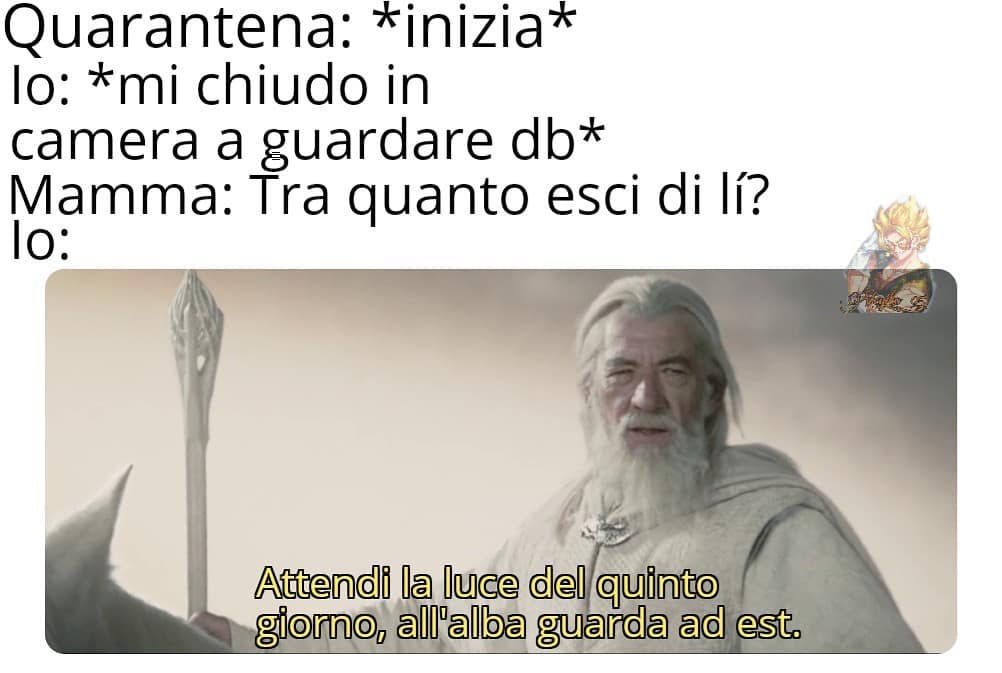 Quarantena: *inizia*
Io: *mi chiudo in
camera a guardare db*
Mamma: Tra quanto esci di lí?
Io:
Attendi la luce del quinto
giorno, all'alba guarda ad est.